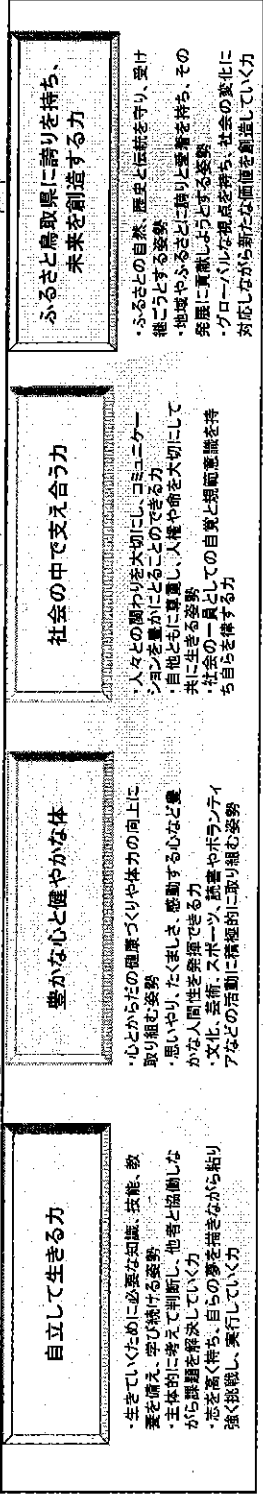 自立して生きる力
・生きていくために必要な知識、技能、教
養を備え、学び続ける姿勢
・主体的に考えて判断し、他者と協働しな
がら課題を解決していく力
・志を高く持ち、自らの夢を描きながら粘り
強く挑戦し、実行していく力
豊かな心と健やかな体
・心とからだの健康づくりや体力の向上に
取り組む姿勢
・思いやり、たくましさ、感動する心など豊
かな人間性を発揮できる力
・文化、芸術、スポーツ、読書やボランティ
アなどの活動に積極的に取り組む姿勢
社会の中で支え合う力
・人々との関わりを大切にし、コミュニケー
ションを豊かにとることのできる力
・自他ともに尊重し、人権や命を大切にして
共に生きる姿勢
・社会の一員としての自覚と規範意識を持
ち自らを律する力
ふるさと鳥取県に誇りを持ち、
未来を創造する力
・ふるさとの自然、歴史と伝統を守り、受け
継ごうとする姿勢
・地域やふるさとに誇りと愛着を持ち、その
発展に貢献しようとする姿勢
・グローバルな視点を持ち、社会の変化に
対応しながら新たな価値を創造していく力